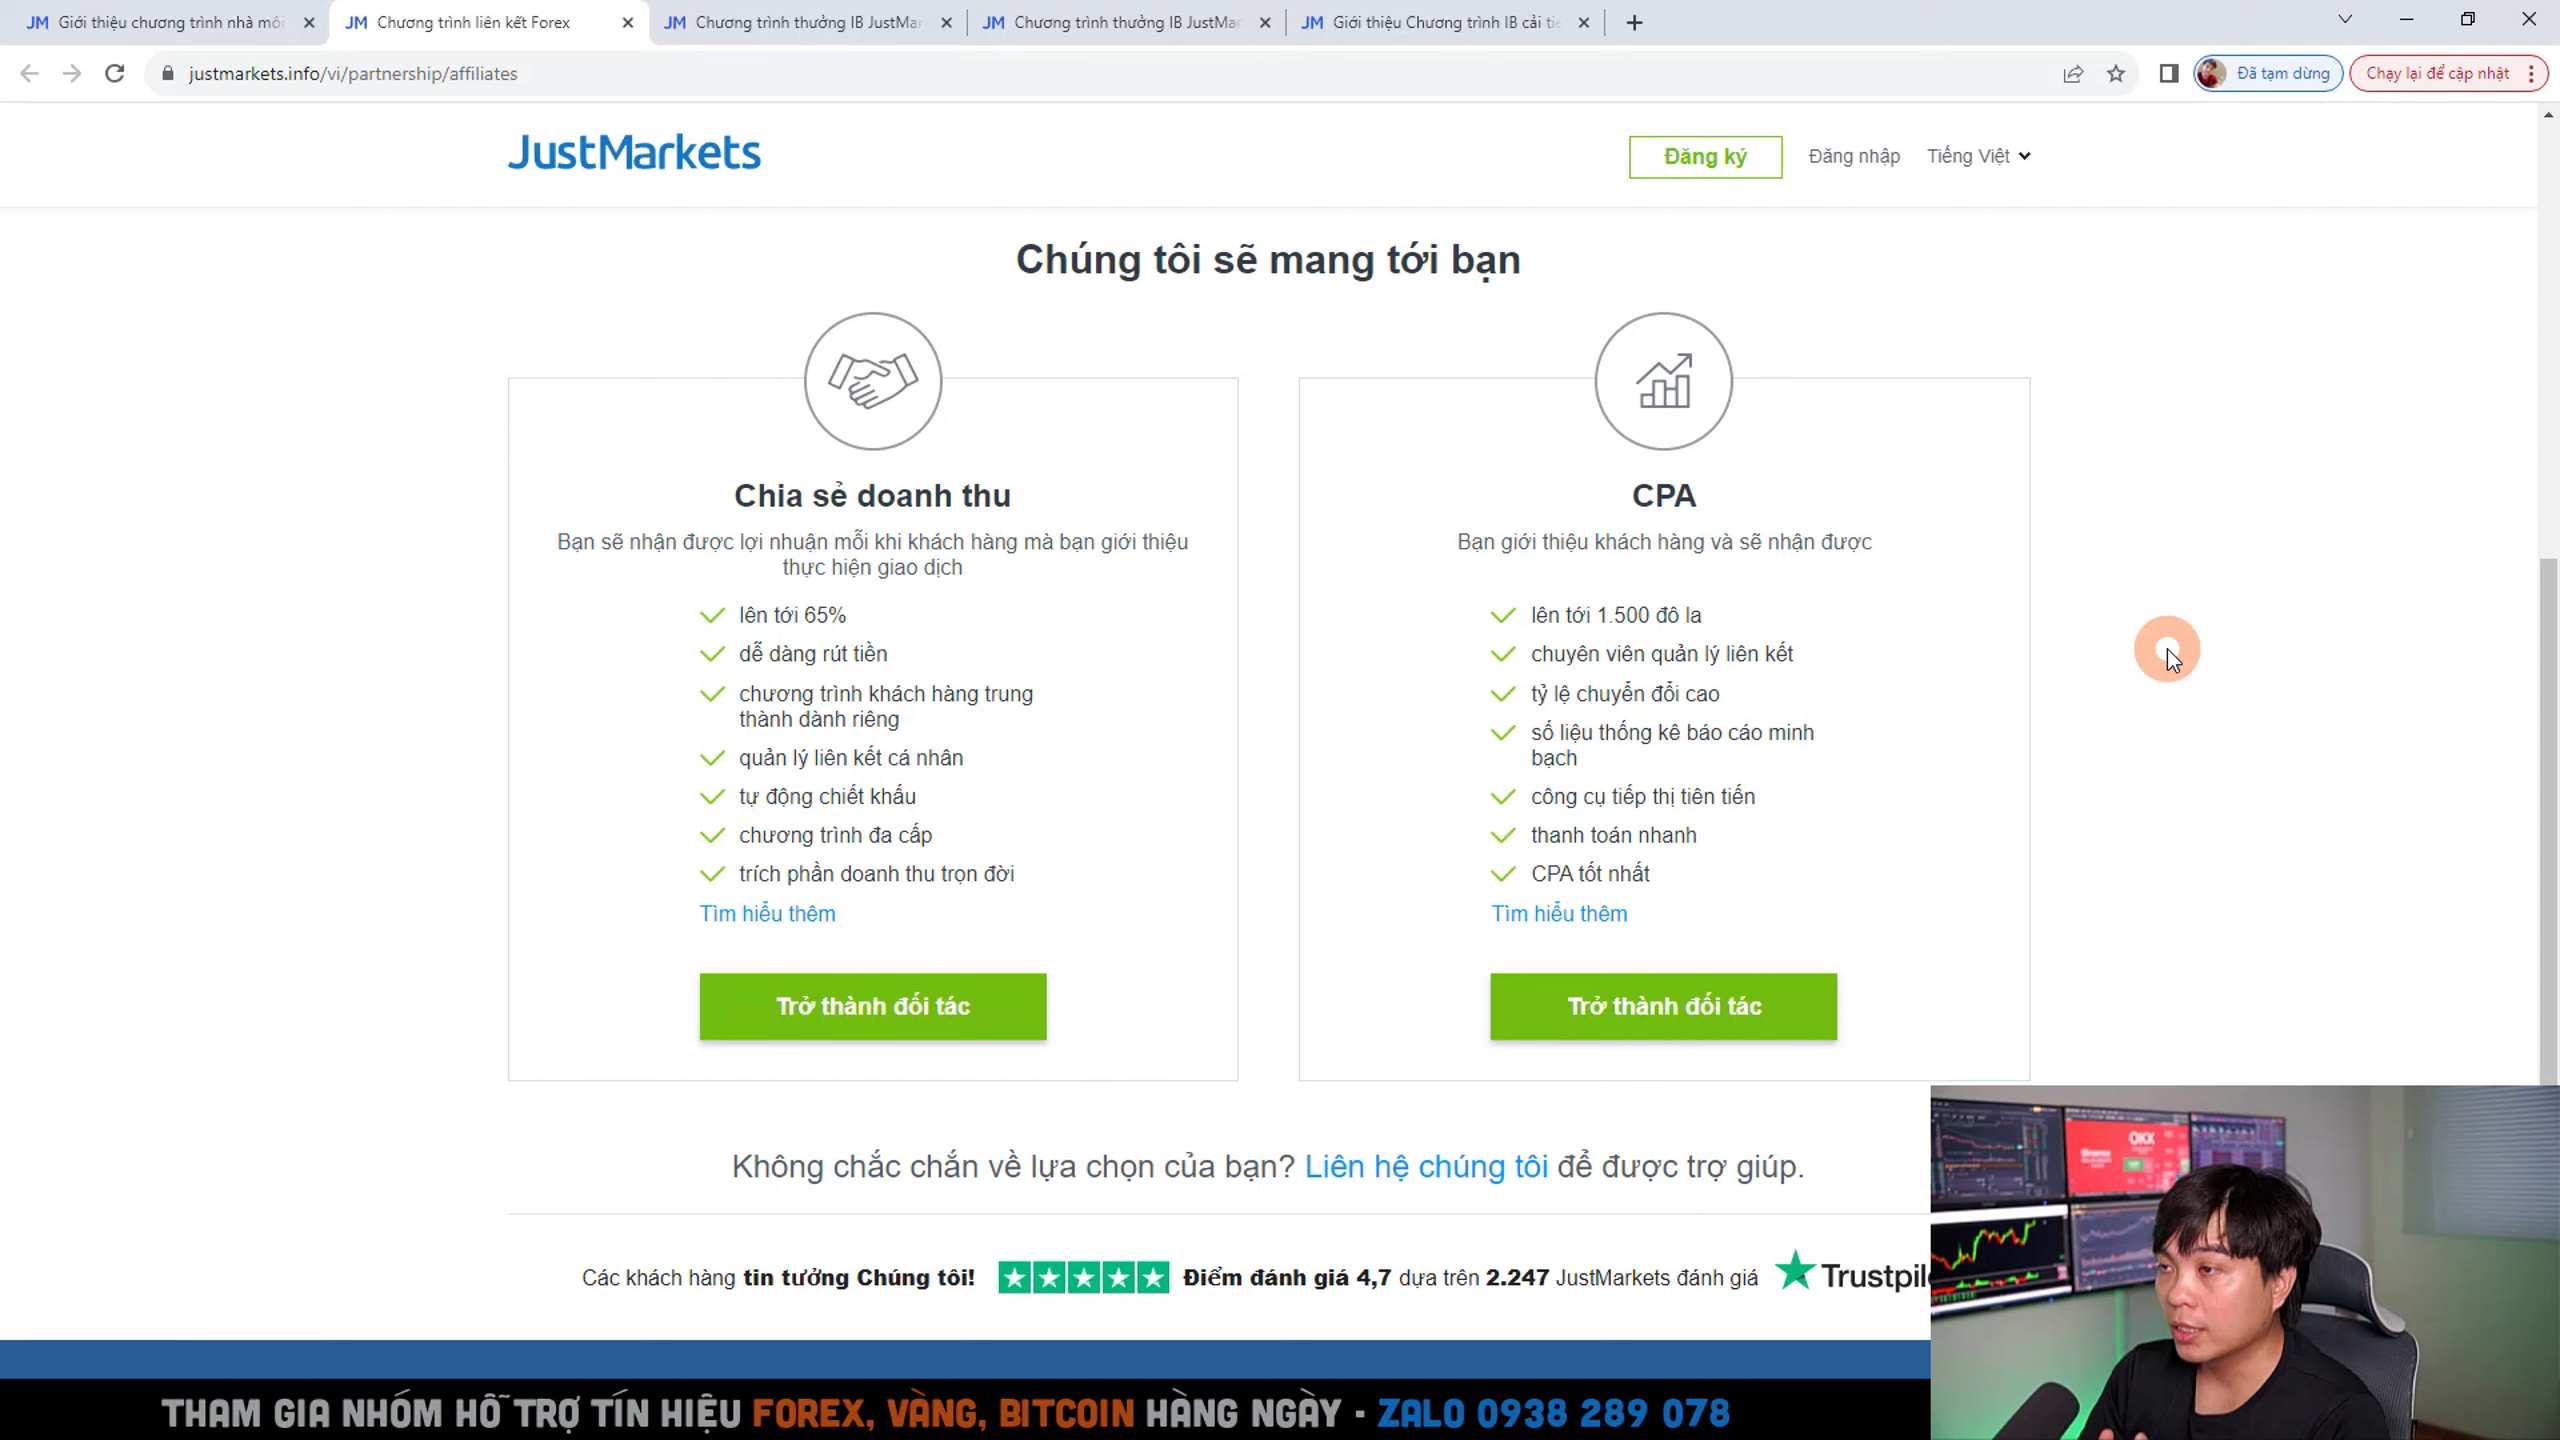 JM Giới thiệu chương trình nhà môi
JM Chương trình liên kết Forex
JM Chương trình thưởng IB JustMar
JM Chương trình thưởng IB JustMar
JM Giới thiệu Chương trình IB cải tiế
justmarkets.info/vi/partnership/affiliates
Đã tạm dừng
Chạy lại để cập nhật
JustMarkets
Đăng ký
Đăng nhập
Tiếng Việt
Chúng tôi sẽ mang tới bạn
Chia sẻ doanh thu
Bạn sẽ nhận được lợi nhuận mỗi khi khách hàng mà bạn giới thiệu
thực hiện giao dịch
lên tới 65%
dễ dàng rút tiền
chương trình khách hàng trung
thành dành riêng
quản lý liên kết cá nhân
tự động chiết khấu
chương trình đa cấp
trích phần doanh thu trọn đời
Tìm hiểu thêm
Trở thành đối tác
CPA
Bạn giới thiệu khách hàng và sẽ nhận được
lên tới 1.500 đô la
chuyên viên quản lý liên kết
tỷ lệ chuyển đổi cao
số liệu thống kê báo cáo minh
bạch
công cụ tiếp thị tiên tiến
thanh toán nhanh
CPA tốt nhất
Tìm hiểu thêm
Trở thành đối tác
Không chắc chắn về lựa chọn của bạn? Liên hệ chúng tôi để được trợ giúp.
Các khách hàng tin tưởng Chúng tôi! Điểm đánh giá 4,7 dựa trên 2.247 JustMarkets đánh giá Trustpil
OKX
Binance
THAM GIA NHÓM HỖ TRỢ TÍN HIỆU FOREX, VÀNG, BITCOIN HÀNG NGÀY - ZALO 0938 289 078